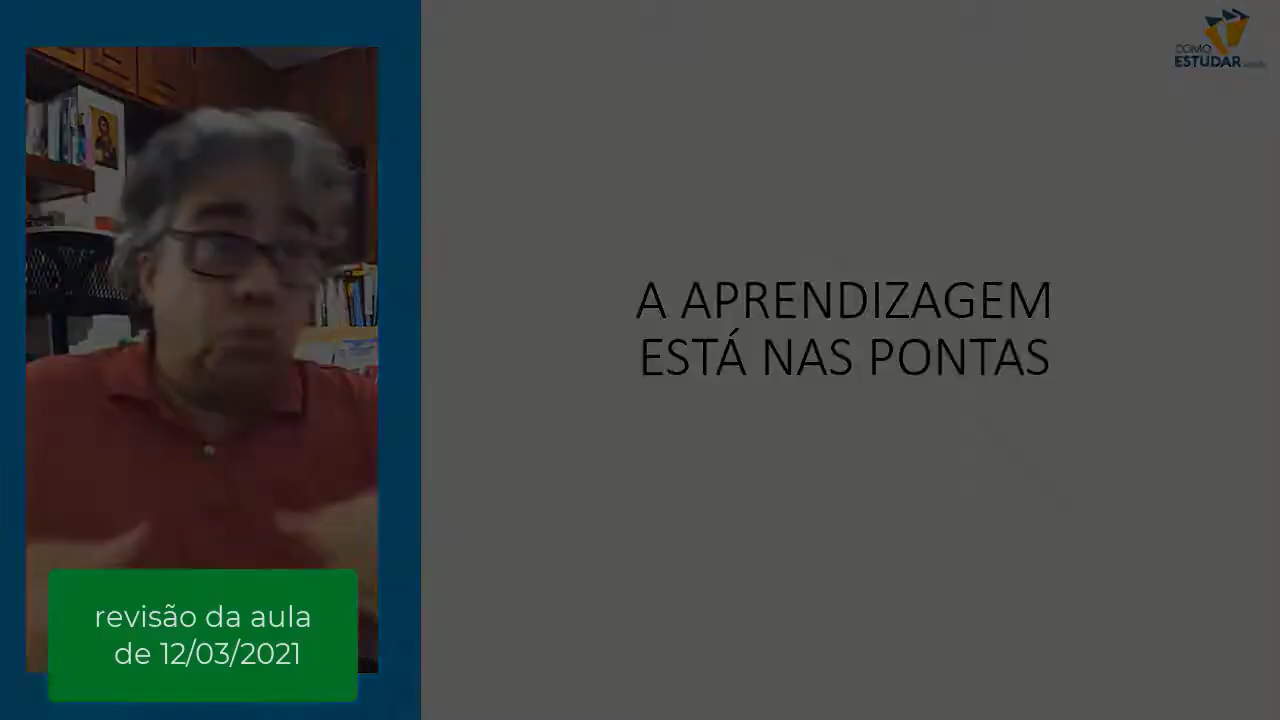 COMO
ESTUDAR
A APRENDIZAGEM
ESTÁ NAS PONTAS
revisão da aula
de 12/03/2021